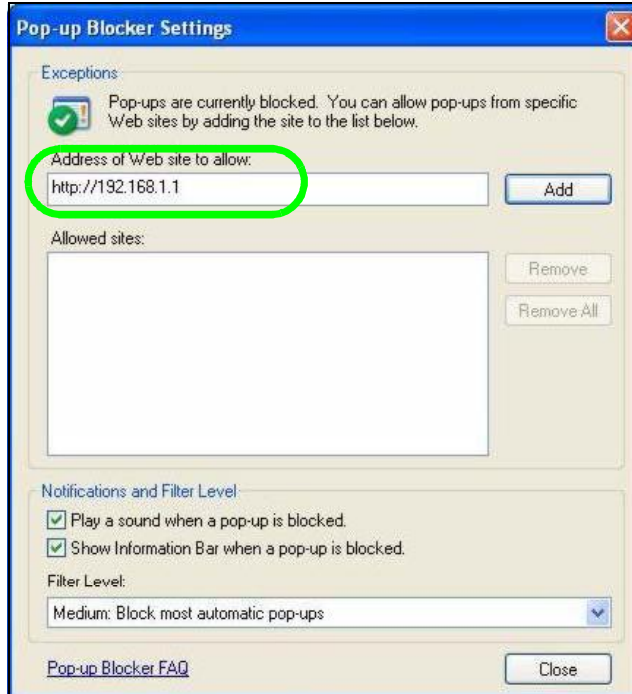 Pop-up Blocker Settings
Exceptions
Pop-ups are currently blocked. You can allow pop-ups from specific
Web sites by adding the site to the list below.
Address of Web site to allow:
http://192.168.1.1
Add
Allowed sites:
Remove
Remove All
Notifications and Filter Level
Play a sound when a pop-up is blocked.
Show Information Bar when a pop-up is blocked.
Filter Level:
Medium: Block most automatic pop-ups
Pop-up Blocker FAQ
Close